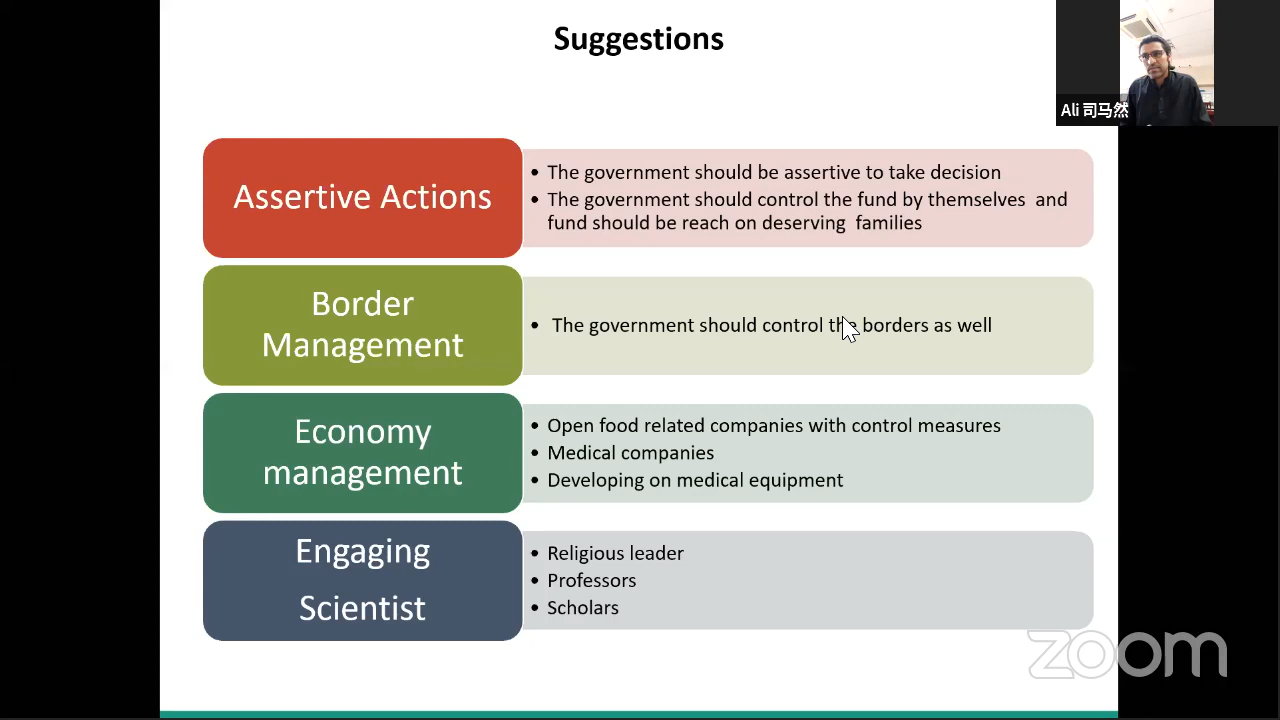 Suggestions
Ali 司马然
Assertive Actions
• The government should be assertive to take decision
• The government should control the fund by themselves and
fund should be reach on deserving families
Border
Management
• The government should control the borders as well
Economy
management
• Open food related companies with control measures
• Medical companies
• Developing on medical equipment
Engaging
Scientist
• Religious leader
• Professors
• Scholars
zoom